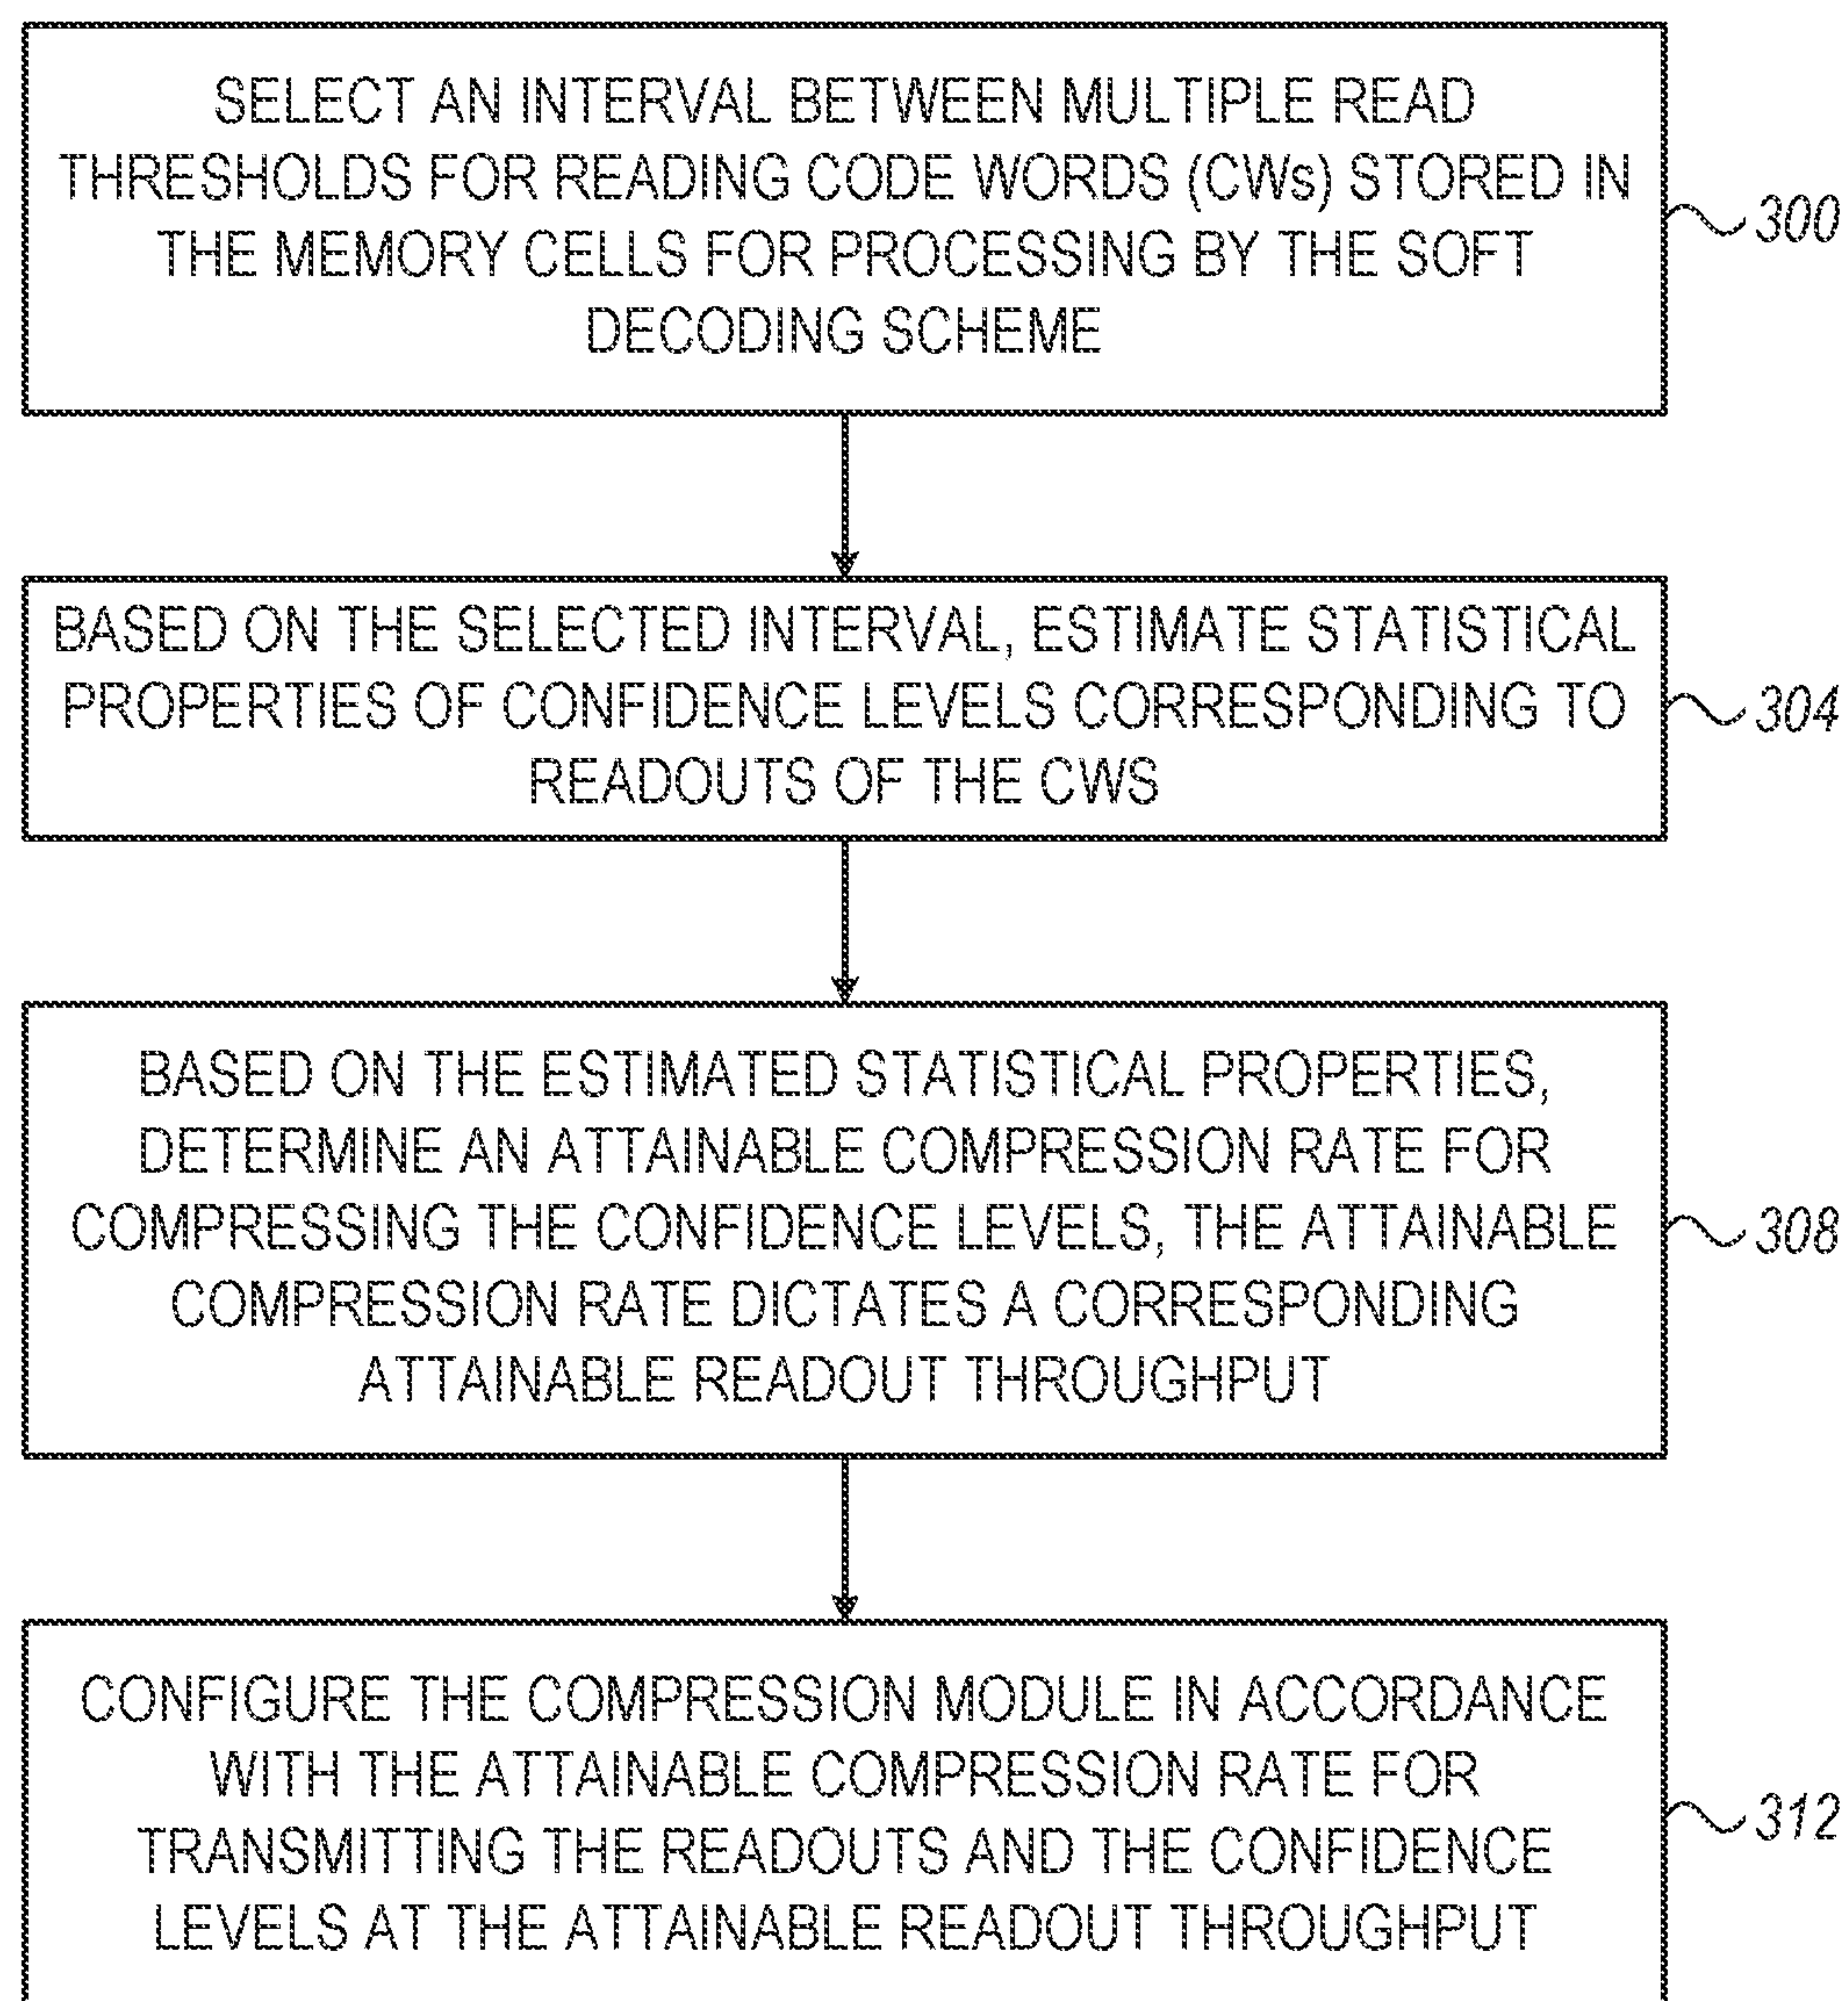 SELECT AN INTERVAL BETWEEN MULTIPLE READ
THRESHOLDS FOR READING CODE WORDS (CWs) STORED IN
THE MEMORY CELLS FOR PROCESSING BY THE SOFT
DECODING SCHEME
300
BASED ON THE SELECTED INTERVAL, ESTIMATE STATISTICAL
PROPERTIES OF CONFIDENCE LEVELS CORRESPONDING TO
READOUTS OF THE CWS
304
BASED ON THE ESTIMATED STATISTICAL PROPERTIES,
DETERMINE AN ATTAINABLE COMPRESSION RATE FOR
COMPRESSING THE CONFIDENCE LEVELS, THE ATTAINABLE
COMPRESSION RATE DICTATES A CORRESPONDING
ATTAINABLE READOUT THROUGHPUT
308
CONFIGURE THE COMPRESSION MODULE IN ACCORDANCE
WITH THE ATTAINABLE COMPRESSION RATE FOR
TRANSMITTING THE READOUTS AND THE CONFIDENCE
LEVELS AT THE ATTAINABLE READOUT THROUGHPUT
312